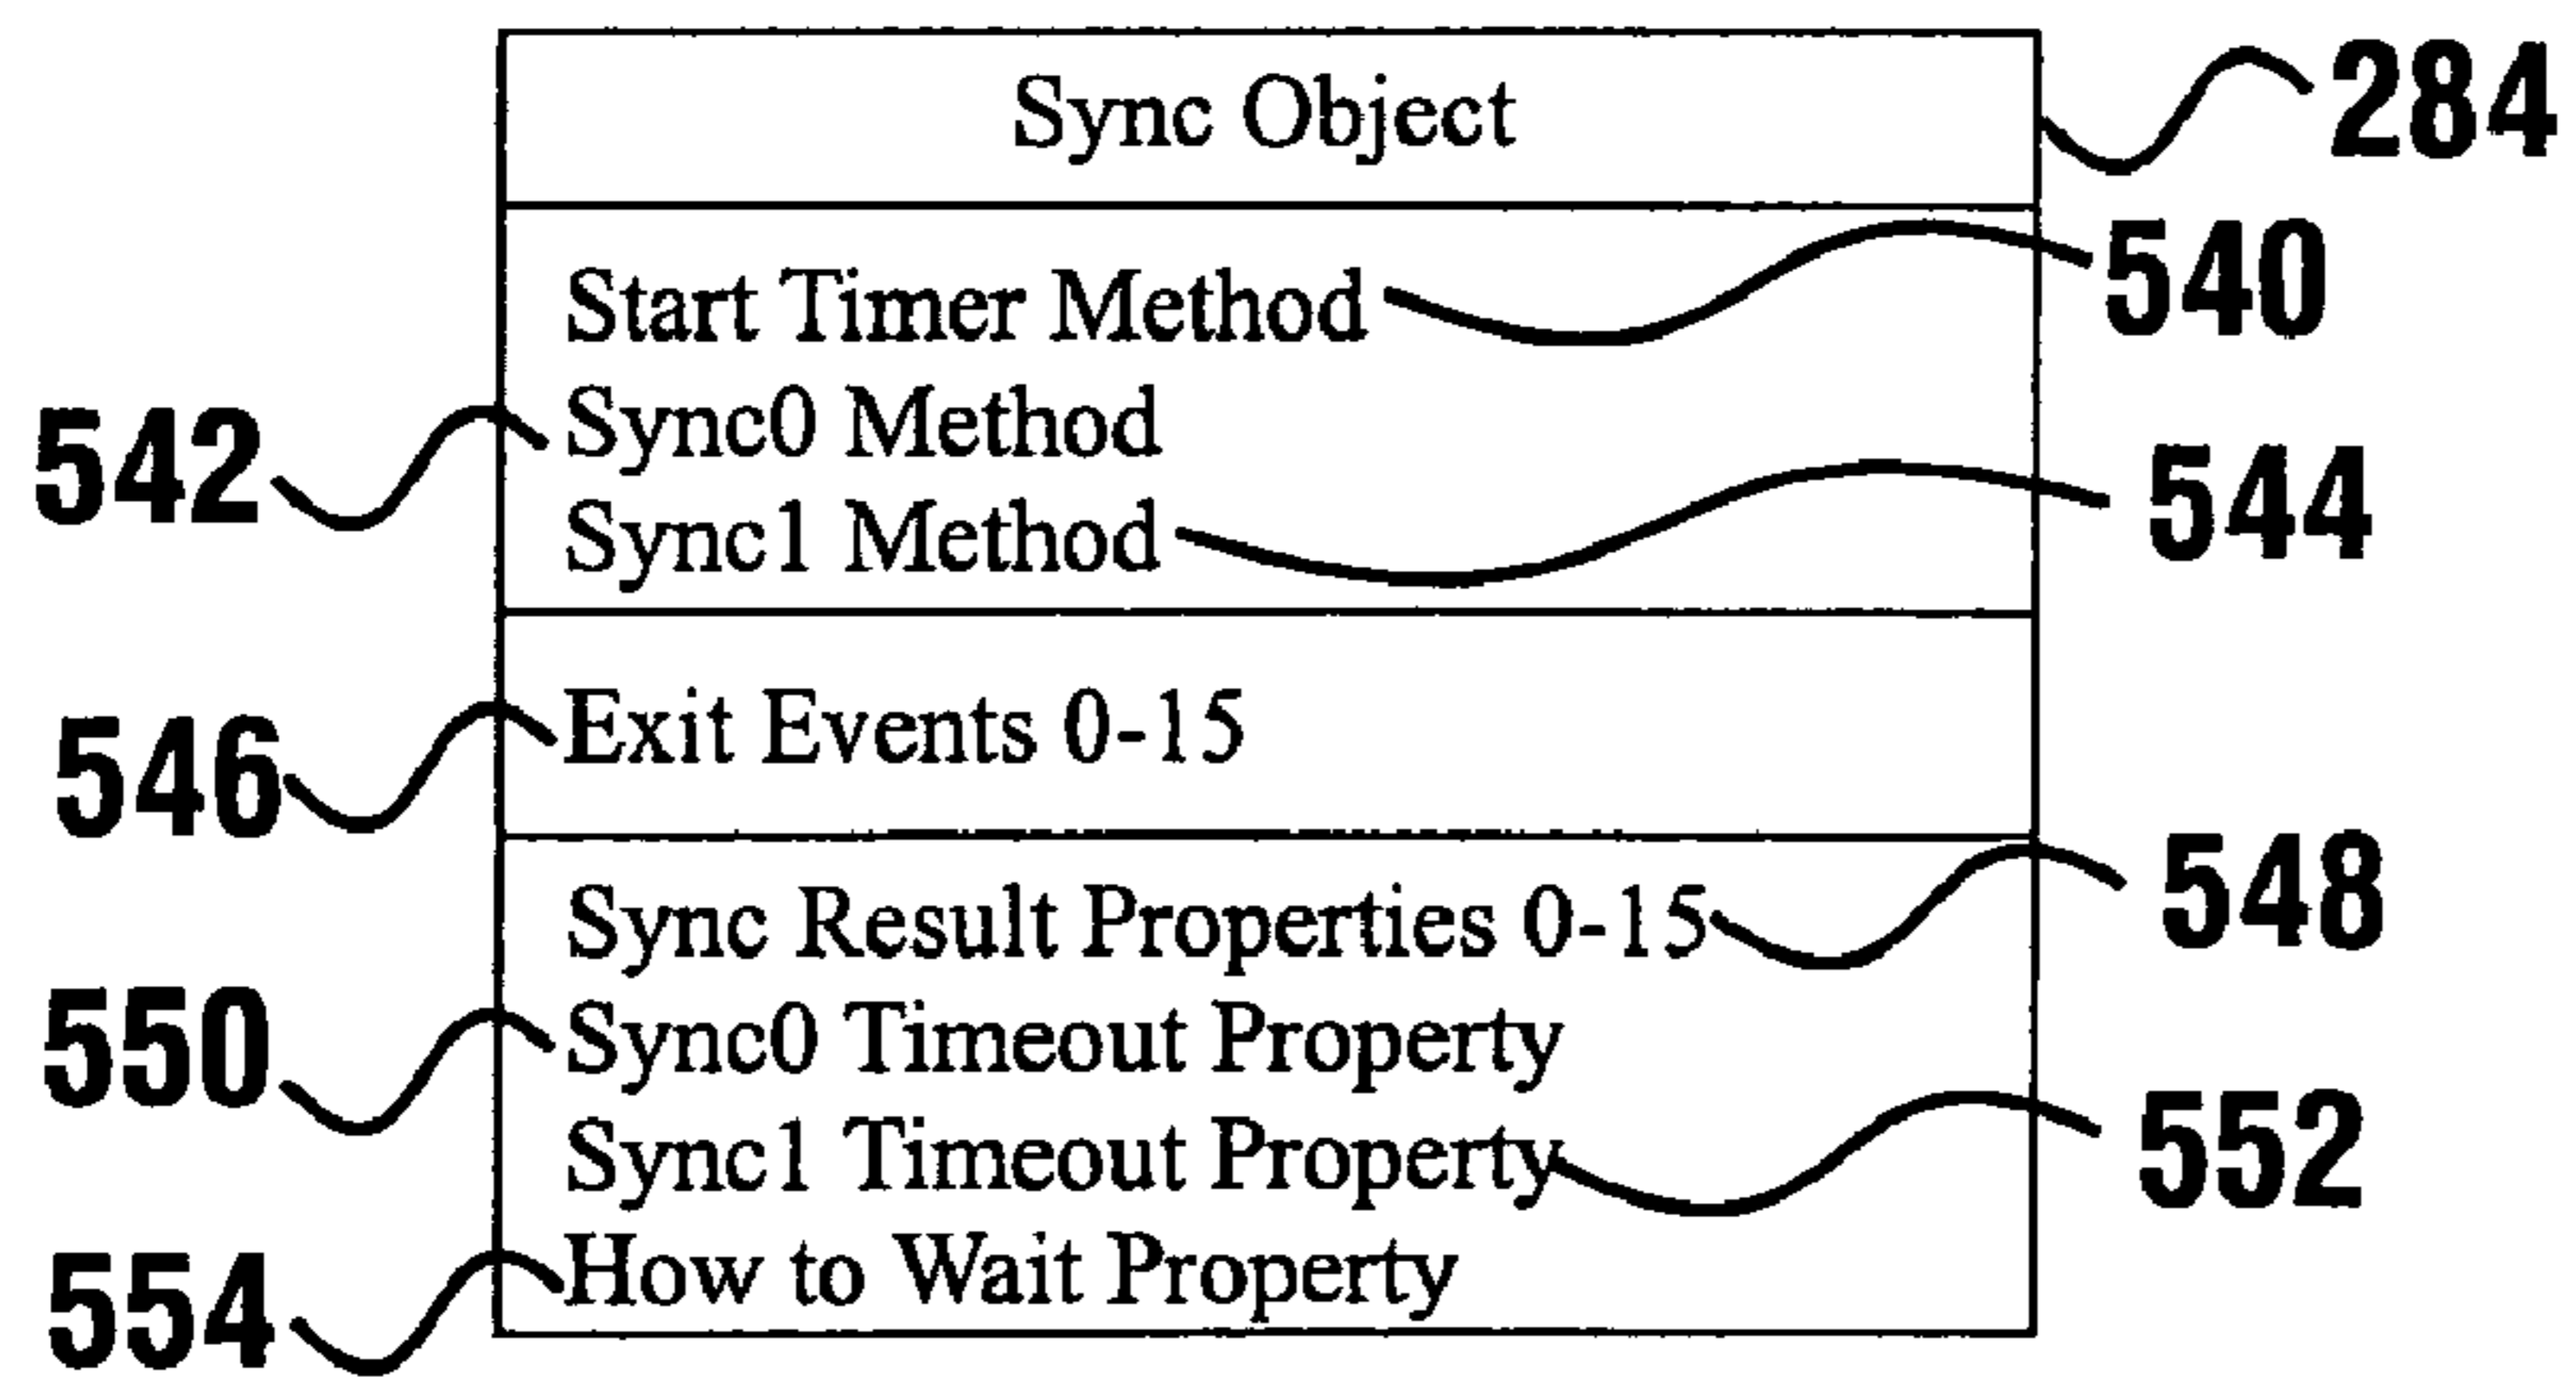 Sync Object 284
Start Timer Method 540
542 Sync0 Method
Sync1 Method 544
546 Exit Events 0-15
Sync Result Properties 0-15 548
550 Sync0 Timeout Property
Sync1 Timeout Property 552
554 How to Wait Property